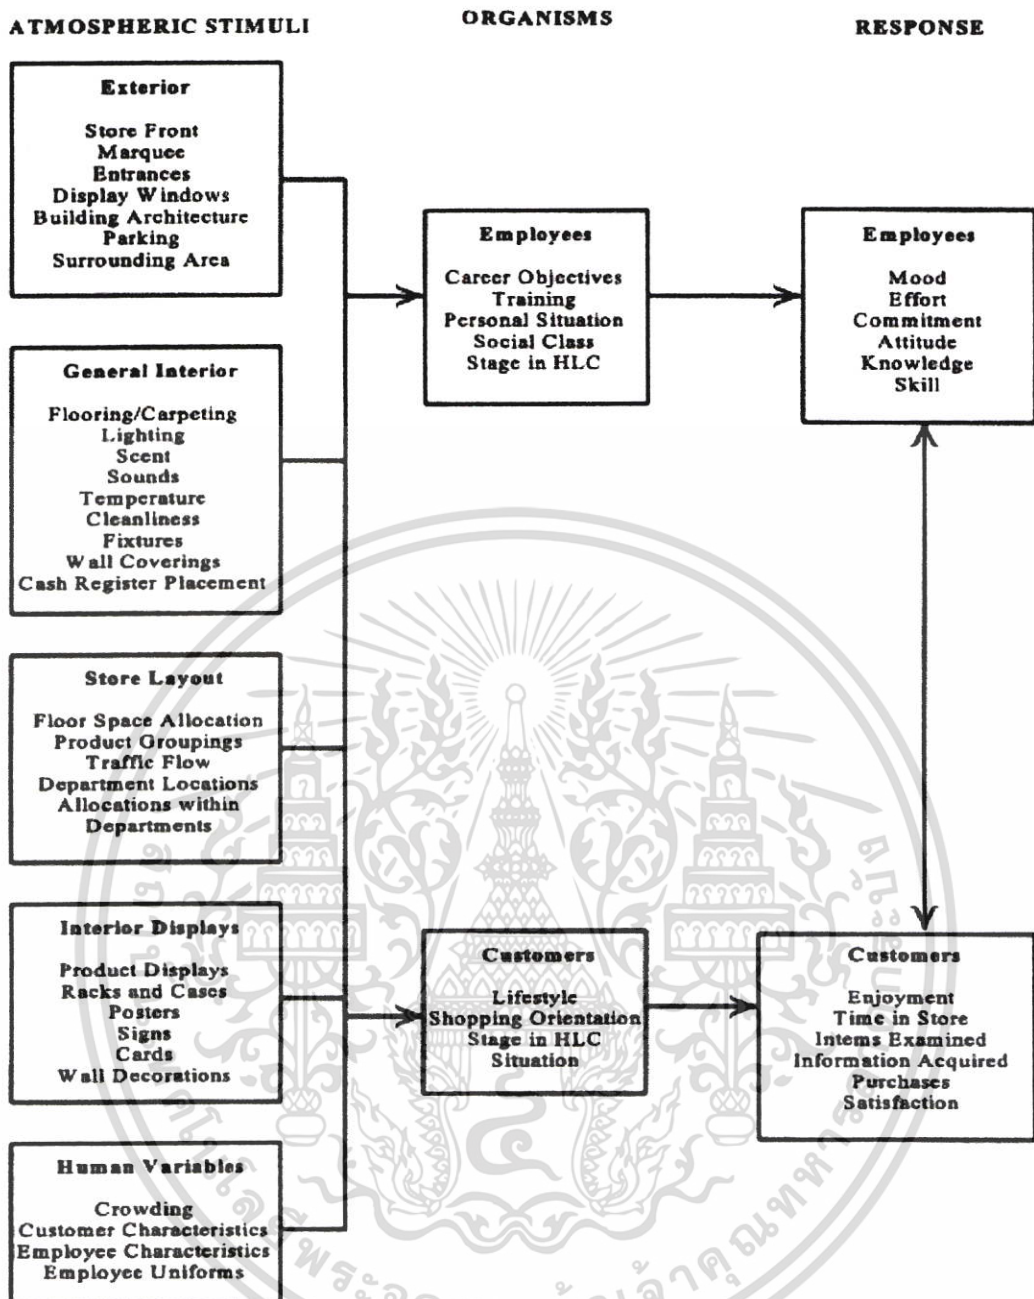 ATMOSPHERIC STIMULI
ORGANISMS
RESPONSE
Exterior
Store Front
Marquee
Entrances
Display Windows
Building Architecture
Parking
Surrounding Area
General Interior
Flooring/Carpeting
Lighting
Scent
Sounds
Temperature
Cleanliness
Fixtures
Wall Coverings
Cash Register Placement
Store Layout
Floor Space Allocation
Product Groupings
Traffic Flow
Department Locations
Allocations within
Departments
Interior Displays
Product Displays
Racks and Cases
Posters
Signs
Cards
Wall Decorations
Human Variables
Crowding
Customer Characteristics
Employee Characteristics
Employee Uniforms
Employees
Career Objectives
Training
Personal Situation
Social Class
Stage in HLC
Customers
Lifestyle
Shopping Orientation
Stage in HLC
Situation
Employees
Mood
Effort
Commitment
Attitude
Knowledge
Skill
Customers
Enjoyment
Time in Store
Intems Examined
Information Acquired
Purchases
Satisfaction